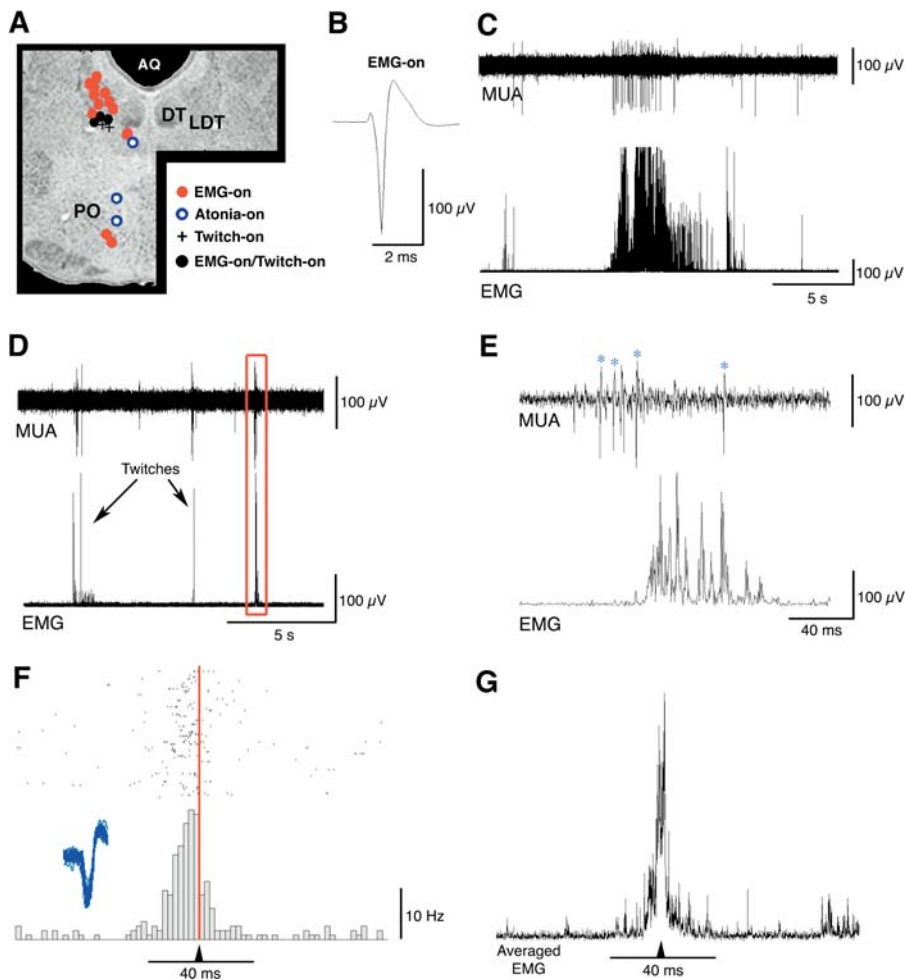 A
AQ
DT
LDT
PO
EMG-on
Atonia-on
+ Twitch-on
EMG-on/Twitch-on
B
EMG-on
100 µV
2 ms
C
MUA
100 µV
EMG
100 µV
5 s
D
MUA
100 µV
Twitches
EMG
100 µV
5 s
E
* * * *
MUA
100 µV
EMG
100 µV
40 ms
F
10 Hz
40 ms
G
Averaged
EMG
40 ms